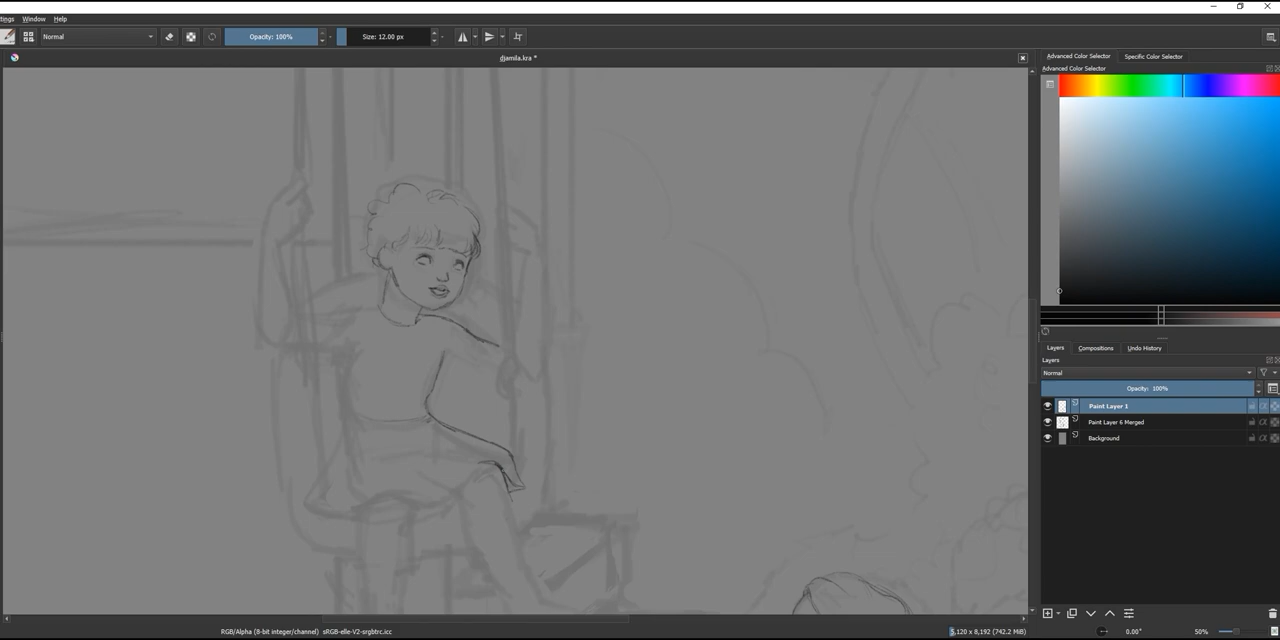 tings Window Help
Normal Opacity: 100% Size: 12.00 px
djamila.kra *
Advanced Color Selector Specific Color Selector
Advanced Color Selector
Layers Compositions Undo History
Layers
Normal
Opacity: 100%
Paint Layer 1
Paint Layer 6 Merged
Background
RGB/Alpha (8-bit integer/channel) sRGB-elle-V2-srgbtrc.icc 5,120 x 8,192 (742.2 MiB) 0.00° 50%